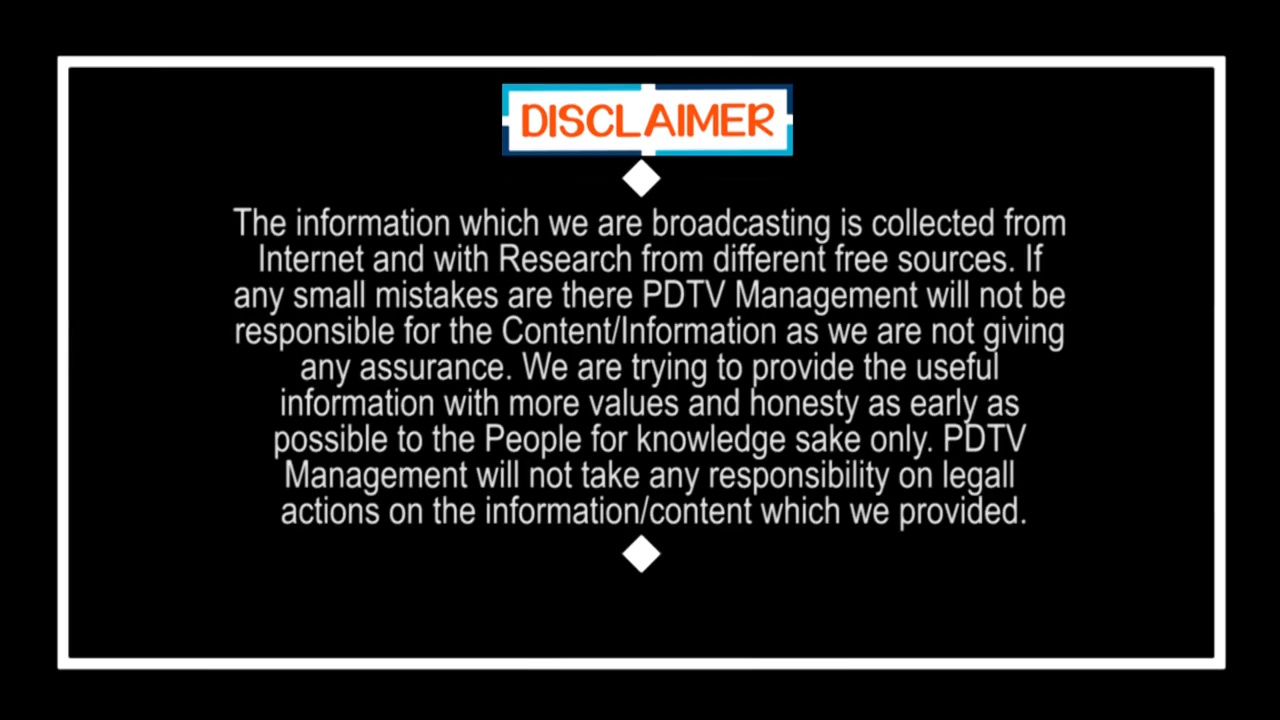 DISCLAIMER
The information which we are broadcasting is collected from
Internet and with Research from different free sources. If
any small mistakes are there PDTV Management will not be
responsible for the Content/Information as we are not giving
any assurance. We are trying to provide the useful
information with more values and honesty as early as
possible to the People for knowledge sake only. PDTV
Management will not take any responsibility on legall
actions on the information/content which we provided.